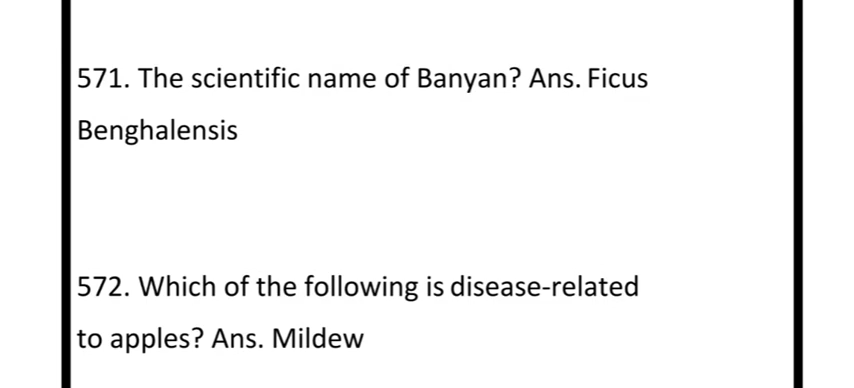 571. The scientific name of Banyan? Ans. Ficus
Benghalensis
572. Which of the following is disease-related
to apples? Ans. Mildew